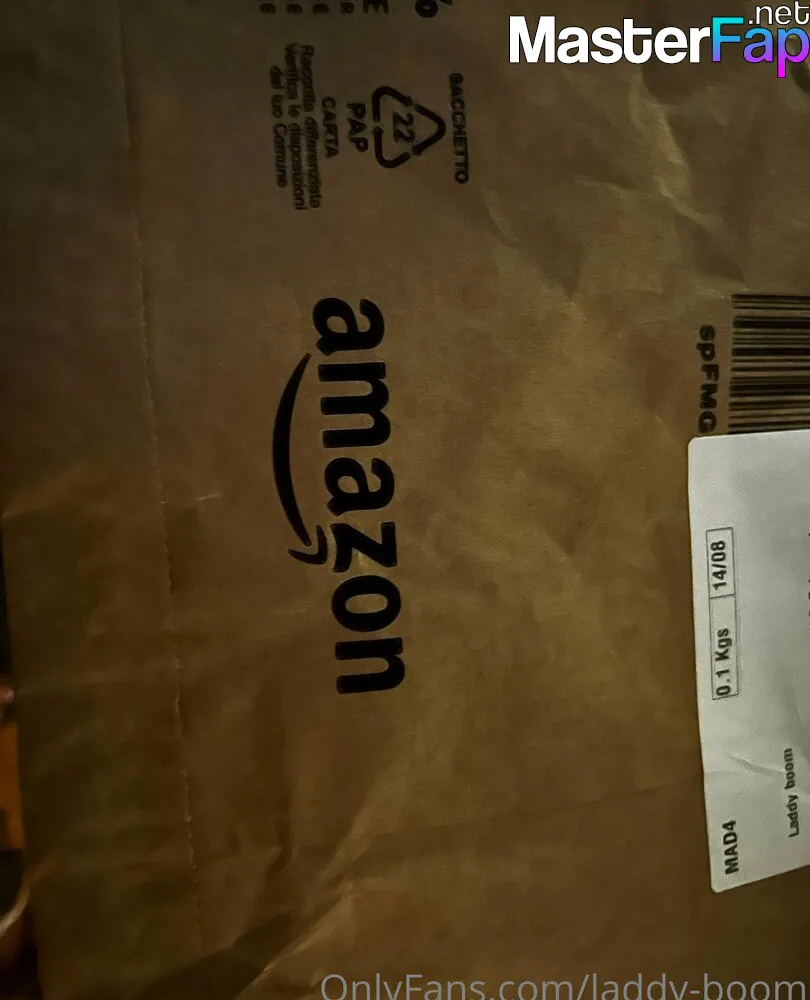 MasterFap
.net
SACCHETTO
22
PAP
CARTA
Raccolta differenziata
Verifica le disposizioni
del tuo Comune
amazon
spFMG
0.1 Kgs 14/08
MAD4
Laddy boom
OnlyFans.com/laddy-boom